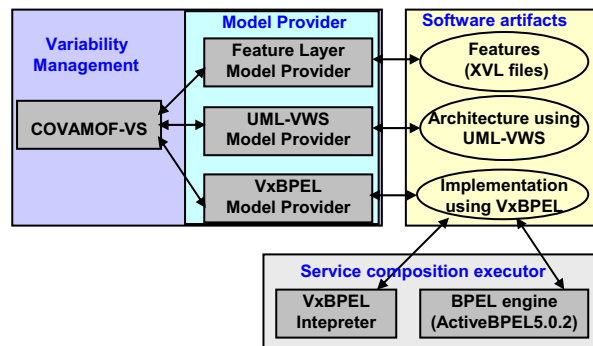 Variability
Management
Model Provider
Software artifacts
Feature Layer
Model Provider
Features
(XVL files)
COVAMOF-VS
UML-VWS
Model Provider
Architecture using
UML-VWS
VxBPEL
Model Provider
Implementation
using VxBPEL
Service composition executor
VxBPEL
Intepreter
BPEL engine
(ActiveBPEL5.0.2)